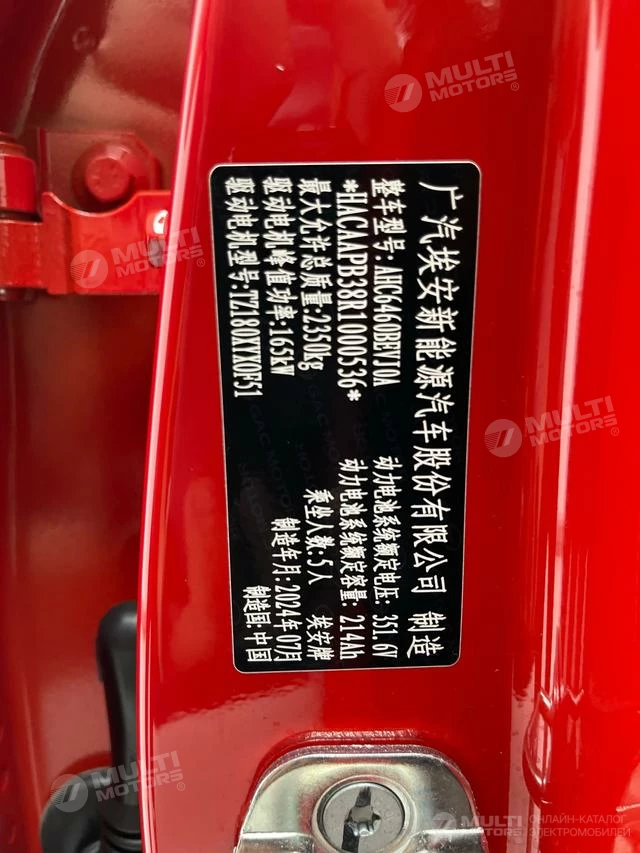 广汽埃安新能源汽车股份有限公司 制造
整车型号:AHC6460BEVJ0A 动力电池系统额定电压:351.6V
*HACAAPB38R1000536* 动力电池系统额定容量:214Ah
最大允许总质量:2350kg 乘坐人数:5人 埃安牌
驱动电机峰值功率:165kW 制造年月:2024年07月
驱动电机型号:TZ180XYX0F51 制造国:中国
MULTI
MOTORS®
MULTI
MOTORS®
MULTI
MOTORS®
MULTI
MOTORS®
MULTI
MOTORS
ОНЛАЙН-КАТАЛОГ
ЭЛЕКТРОМОБИЛЕЙ
GAC MOTOR